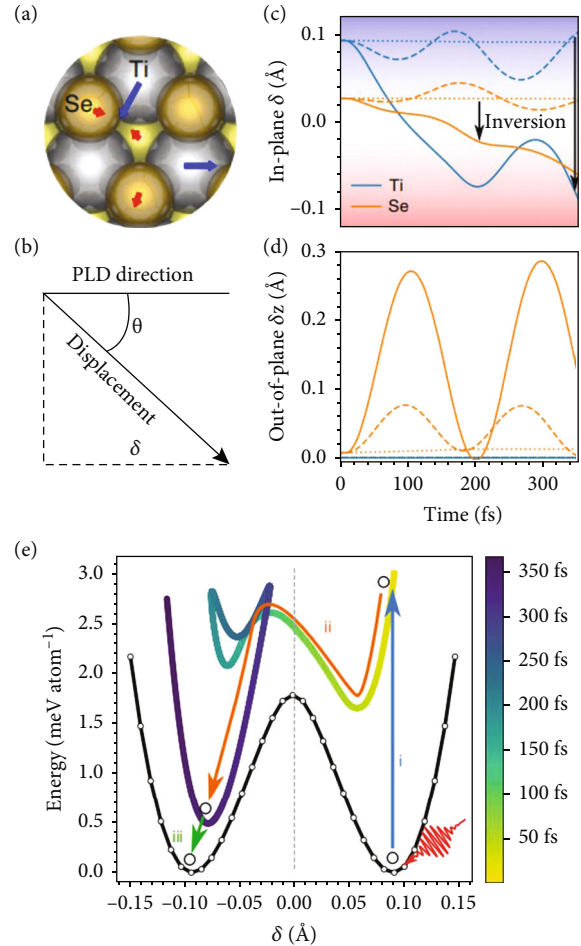 (a)
Ti
Se
(b)
PLD direction
θ
Displacement
δ
(c)
In-plane δ (Å)
0.1
0.0
−0.1
Inversion
Ti
Se
(d)
Out-of-plane δz (Å)
0.3
0.2
0.1
0.0
0 100 200 300
Time (fs)
(e)
Energy (meV atom−1)
3.0
2.5
2.0
1.5
1.0
0.5
0.0
ii
i
iii
−0.15 −0.10 −0.05 0.00 0.05 0.10 0.15
δ (Å)
350 fs
300 fs
250 fs
200 fs
150 fs
100 fs
50 fs